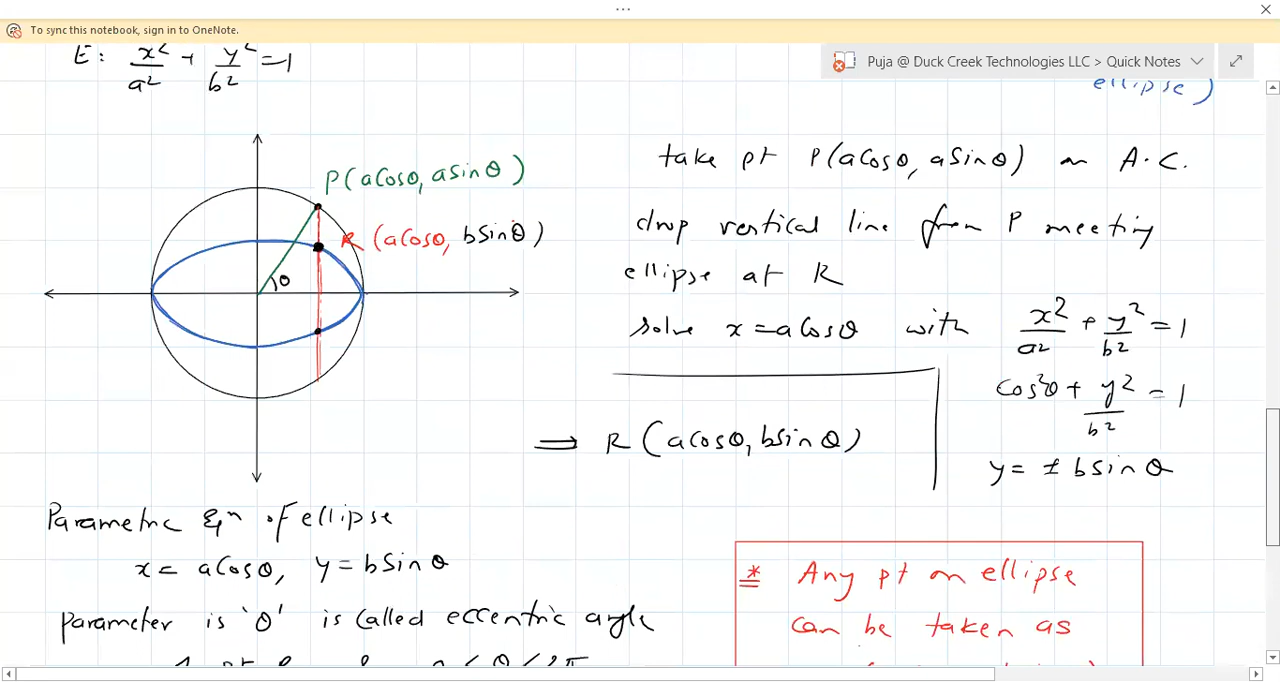 To sync this notebook, sign in to OneNote.
Puja @ Duck Creek Technologies LLC > Quick Notes
E: x²/a² + y²/b² = 1
ellipse)
P(acosθ, asinθ)
R (acosθ, bsinθ)
θ
take pt P(acosθ, asinθ) on A.C.
drop vertical line from P meeting
ellipse at R
solve x = acosθ with x²/a² + y²/b² = 1
cos²θ + y²/b² = 1
y = ± bsinθ
⇒ R (acosθ, bsinθ)
Parametric Eqn of ellipse
x = acosθ, y = bsinθ
parameter is 'θ' is called eccentric angle
* Any pt on ellipse
can be taken as